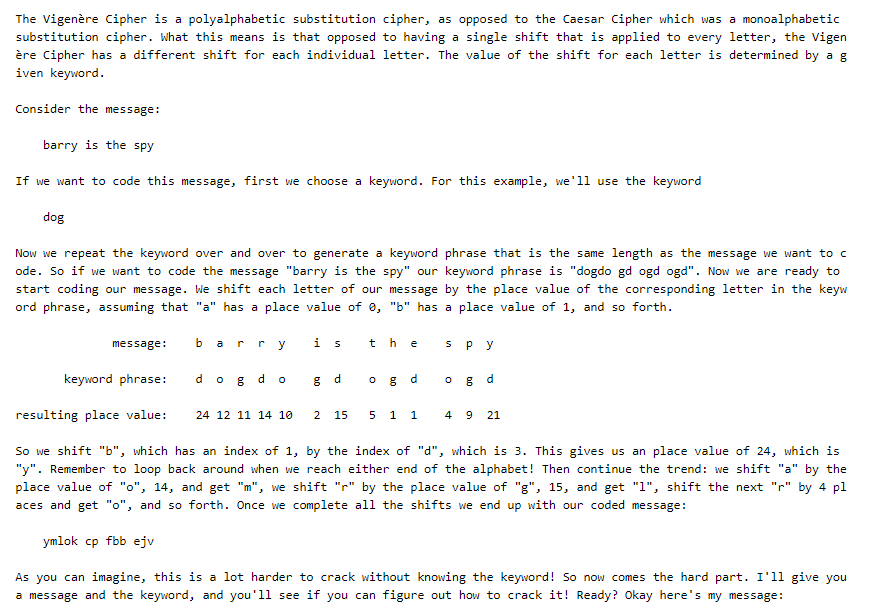 The Vigenère Cipher is a polyalphabetic substitution cipher, as opposed to the Caesar Cipher which was a monoalphabetic
substitution cipher. What this means is that opposed to having a single shift that is applied to every letter, the Vigen
ère Cipher has a different shift for each individual letter. The value of the shift for each letter is determined by a g
iven keyword.
Consider the message:
barry is the spy
If we want to code this message, first we choose a keyword. For this example, we'll use the keyword
dog
Now we repeat the keyword over and over to generate a keyword phrase that is the same length as the message we want to c
ode. So if we want to code the message "barry is the spy" our keyword phrase is "dogdo gd ogd ogd". Now we are ready to
start coding our message. We shift each letter of our message by the place value of the corresponding letter in the keyw
ord phrase, assuming that "a" has a place value of 0, "b" has a place value of 1, and so forth.
message: b a r r y i s t h e s p y
keyword phrase: d o g d o g d o g d o g d
resulting place value: 24 12 11 14 10 2 15 5 1 1 4 9 21
So we shift "b", which has an index of 1, by the index of "d", which is 3. This gives us an place value of 24, which is
"y". Remember to loop back around when we reach either end of the alphabet! Then continue the trend: we shift "a" by the
place value of "o", 14, and get "m", we shift "r" by the place value of "g", 15, and get "l", shift the next "r" by 4 pl
aces and get "o", and so forth. Once we complete all the shifts we end up with our coded message:
ymlok cp fbb ejv
As you can imagine, this is a lot harder to crack without knowing the keyword! So now comes the hard part. I'll give you
a message and the keyword, and you'll see if you can figure out how to crack it! Ready? Okay here's my message: